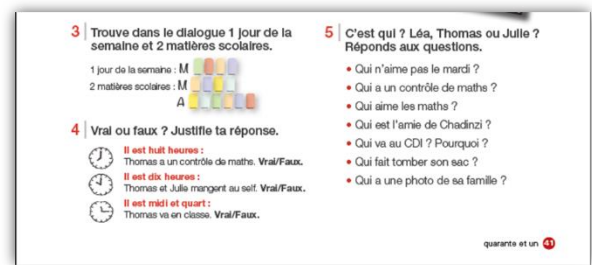 3 Trouve dans le dialogue 1 jour de la
semaine et 2 matières scolaires.
1 jour de la semaine : M
2 matières scolaires : M
A
4 Vrai ou faux ? Justifie ta réponse.
Il est huit heures :
Thomas a un contrôle de maths. Vrai/Faux.
Il est dix heures :
Thomas et Julie mangent au self. Vrai/Faux.
Il est midi et quart :
Thomas va en classe. Vrai/Faux.
5 C'est qui ? Léa, Thomas ou Julie ?
Réponds aux questions.
• Qui n'aime pas le mardi ?
• Qui a un contrôle de maths ?
• Qui aime les maths ?
• Qui est l'amie de Chadinzi ?
• Qui va au CDI ? Pourquoi ?
• Qui fait tomber son sac ?
• Qui a une photo de sa famille ?
quarante et un 41